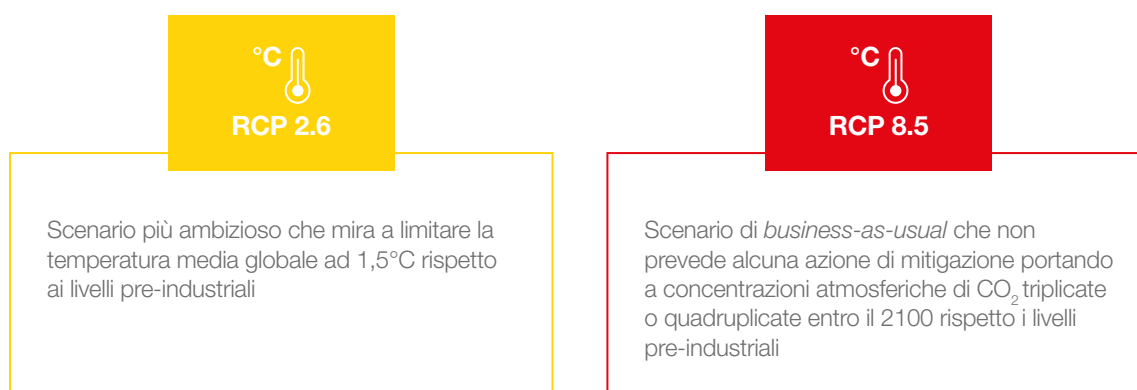 °C
RCP 2.6
Scenario più ambizioso che mira a limitare la
temperatura media globale ad 1,5°C rispetto
ai livelli pre-industriali
°C
RCP 8.5
Scenario di business-as-usual che non
prevede alcuna azione di mitigazione portando
a concentrazioni atmosferiche di CO₂ triplicate
o quadruplicate entro il 2100 rispetto i livelli
pre-industriali